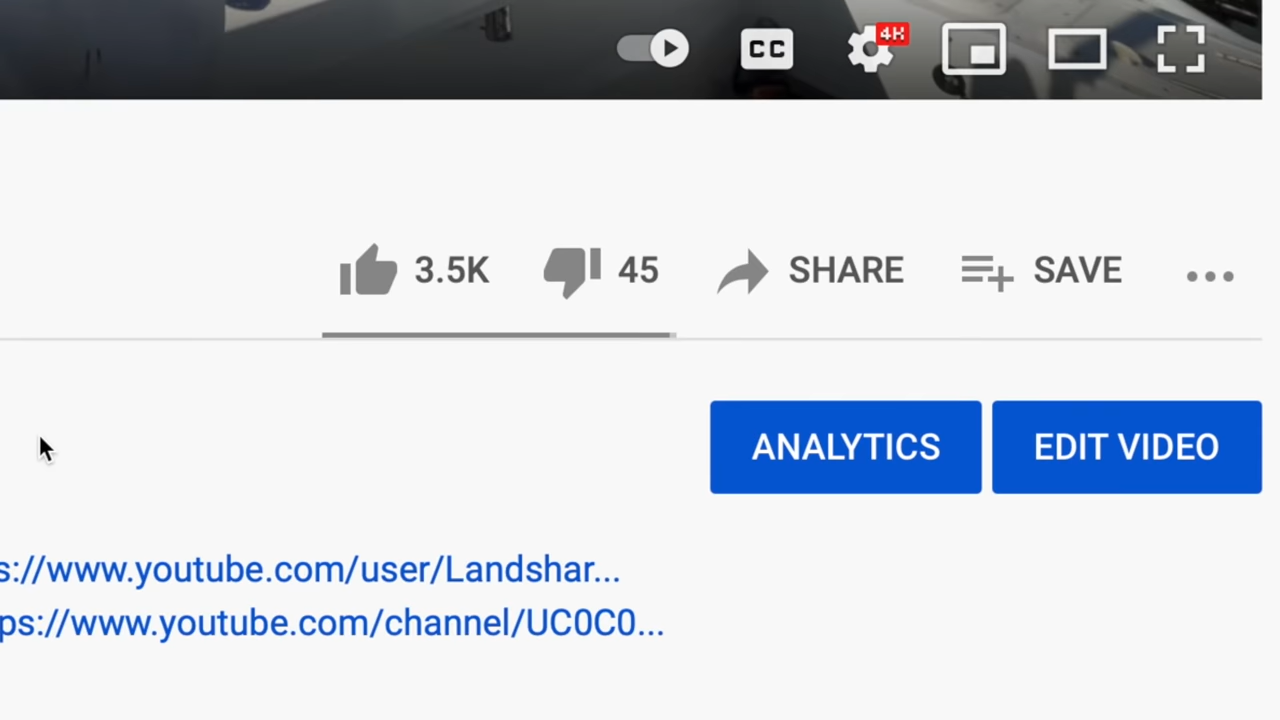 CC 4K
3.5K 45 SHARE SAVE
ANALYTICS EDIT VIDEO
s://www.youtube.com/user/Landshar...
ps://www.youtube.com/channel/UC0C0...